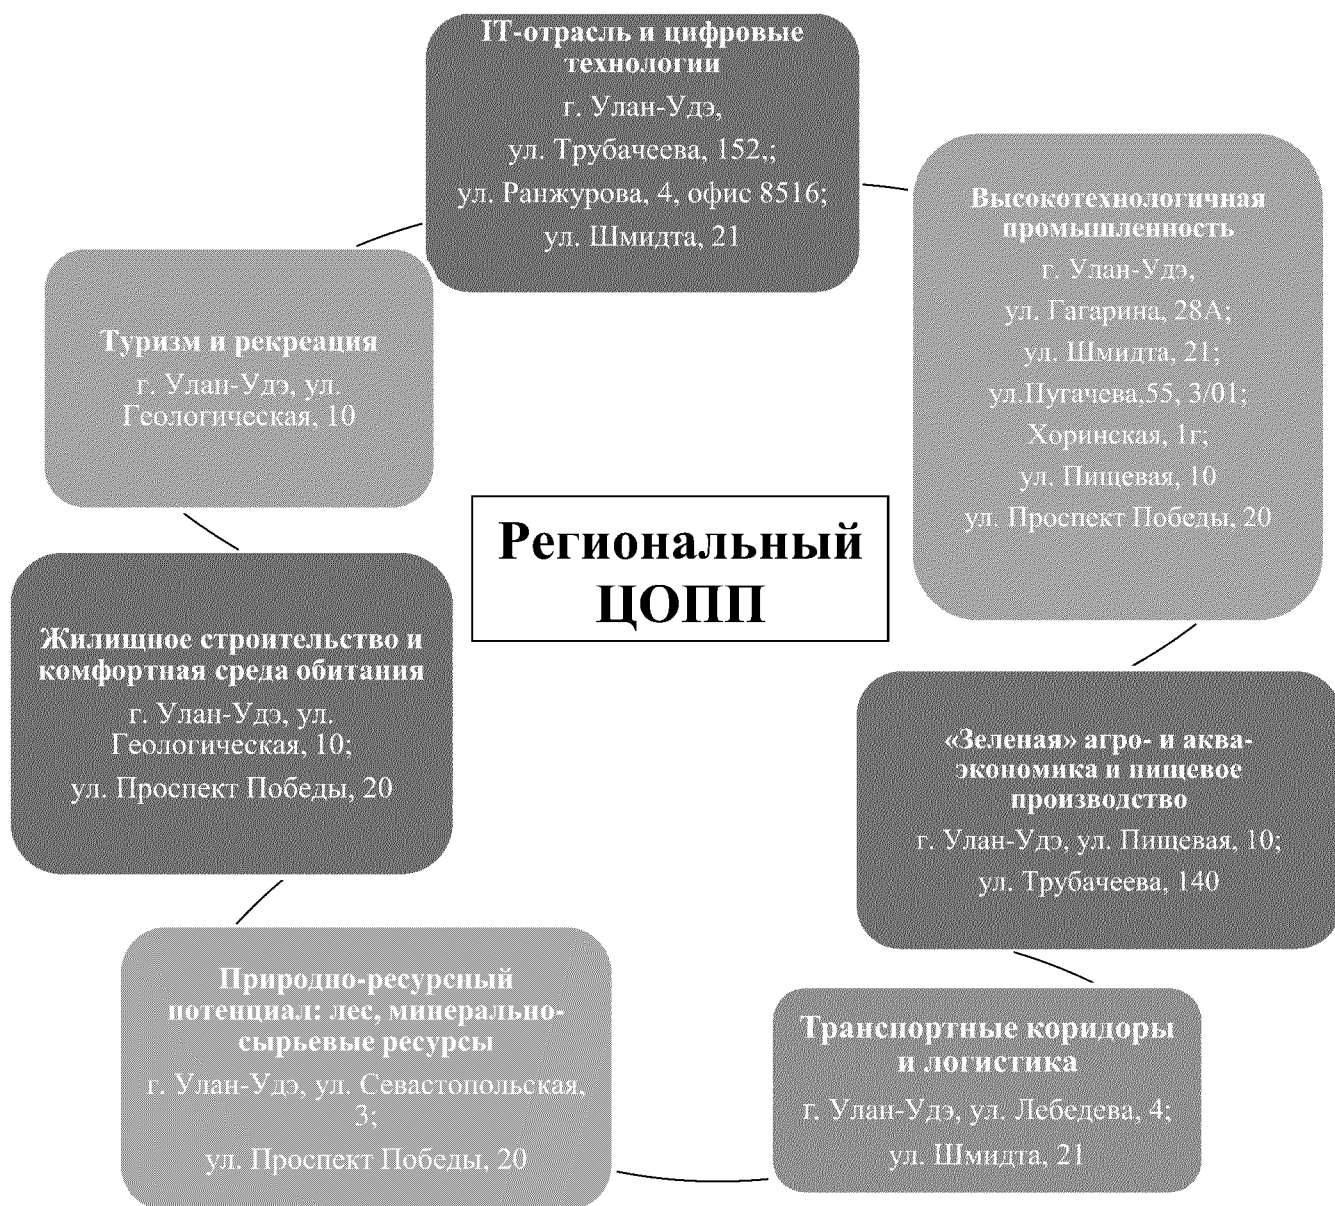 IT-отрасль и цифровые
технологии
г. Улан-Удэ,
ул. Трубачеева, 152,;
ул. Ранжурова, 4, офис 8516;
ул. Шмидта, 21
Высокотехнологичная
промышленность
г. Улан-Удэ,
ул. Гагарина, 28А;
ул. Шмидта, 21;
ул.Пугачева,55, 3/01;
Хоринская, 1г;
ул. Пищевая, 10
ул. Проспект Победы, 20
«Зеленая» агро- и аква-
экономика и пищевое
производство
г. Улан-Удэ, ул. Пищевая, 10;
ул. Трубачеева, 140
Транспортные коридоры
и логистика
г. Улан-Удэ, ул. Лебедева, 4;
ул. Шмидта, 21
Природно-ресурсный
потенциал: лес, минерально-
сырьевые ресурсы
г. Улан-Удэ, ул. Севастопольская,
3;
ул. Проспект Победы, 20
Жилищное строительство и
комфортная среда обитания
г. Улан-Удэ, ул.
Геологическая, 10;
ул. Проспект Победы, 20
Туризм и рекреация
г. Улан-Удэ, ул.
Геологическая, 10
Региональный
ЦОПП